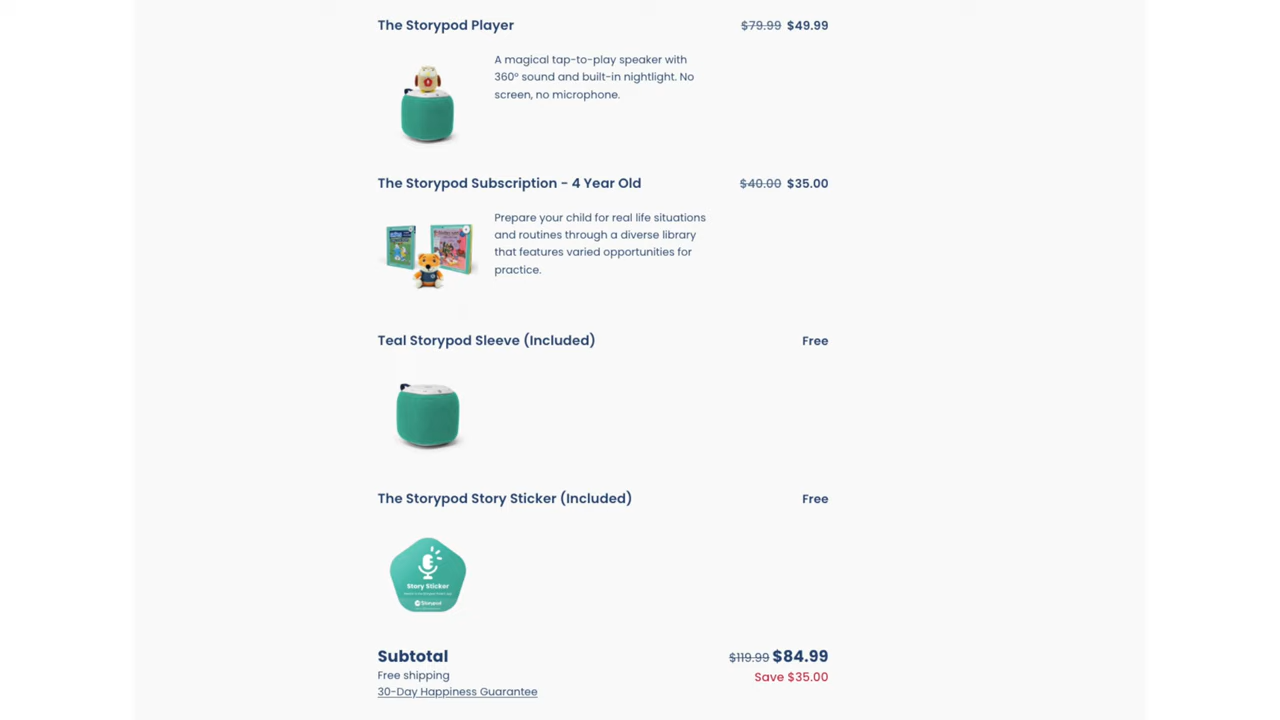 The Storypod Player $79.99 $49.99
A magical tap-to-play speaker with
360° sound and built-in nightlight. No
screen, no microphone.
The Storypod Subscription - 4 Year Old $40.00 $35.00
Prepare your child for real life situations
and routines through a diverse library
that features varied opportunities for
practice.
Teal Storypod Sleeve (Included) Free
The Storypod Story Sticker (Included) Free
Story Sticker
Storypod
Subtotal $119.99 $84.99
Free shipping Save $35.00
30-Day Happiness Guarantee